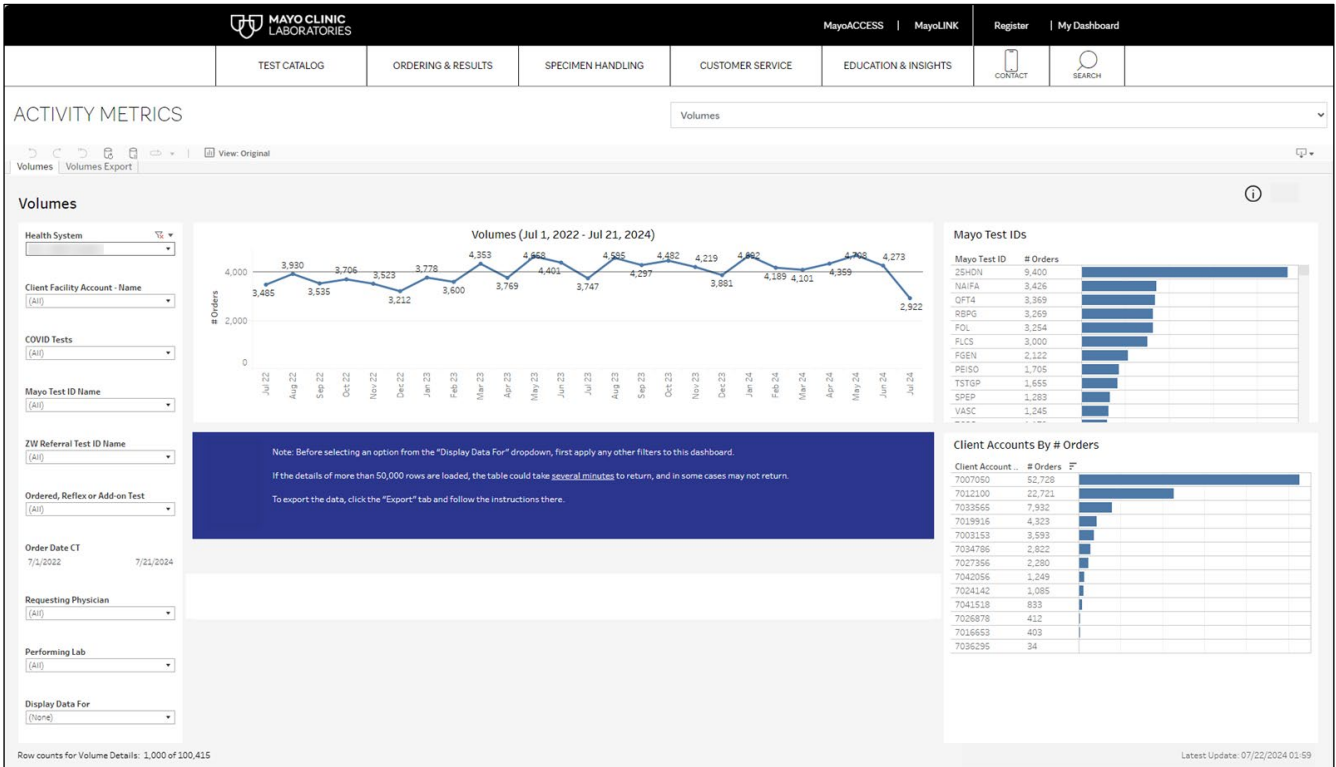 MAYO CLINIC
LABORATORIES
MayoACCESS | MayoLINK
Register | My Dashboard
TEST CATALOG
ORDERING & RESULTS
SPECIMEN HANDLING
CUSTOMER SERVICE
EDUCATION & INSIGHTS
CONTACT
SEARCH
ACTIVITY METRICS
Volumes
View: Original
Volumes
Volumes Export
Volumes
Health System
Client Facility Account - Name
(All)
COVID Tests
(All)
Mayo Test ID Name
(All)
ZW Referral Test ID Name
(All)
Ordered, Reflex or Add-on Test
(All)
Order Date CT
7/1/2022 7/21/2024
Requesting Physician
(All)
Performing Lab
(All)
Display Data For
(None)
Row counts for Volume Details: 1,000 of 100,415
Volumes (Jul 1, 2022 - Jul 21, 2024)
# Orders
4,000
2,000
0
3,485
3,930
3,535
3,706
3,523
3,212
3,778
3,600
4,353
3,769
4,658
4,401
3,747
4,595
4,297
4,482
4,219
3,881
4,692
4,189
4,101
4,359
4,708
4,273
2,922
Jul 22
Aug 22
Sep 22
Oct 22
Nov 22
Dec 22
Jan 23
Feb 23
Mar 23
Apr 23
May 23
Jun 23
Jul 23
Aug 23
Sep 23
Oct 23
Nov 23
Dec 23
Jan 24
Feb 24
Mar 24
Apr 24
May 24
Jun 24
Jul 24
Note: Before selecting an option from the "Display Data For" dropdown, first apply any other filters to this dashboard.
If the details of more than 50,000 rows are loaded, the table could take several minutes to return, and in some cases may not return.
To export the data, click the "Export" tab and follow the instructions there.
Mayo Test IDs
Mayo Test ID # Orders
25HDN 9,400
NAIFA 3,426
QFT4 3,369
RBPG 3,269
FOL 3,254
FLCS 3,000
FGEN 2,122
PEISO 1,705
TSTGP 1,655
SPEP 1,283
VASC 1,245
Client Accounts By # Orders
Client Account .. # Orders
7007050 52,728
7012100 22,721
7033565 7,932
7019916 4,323
7003153 3,593
7034786 2,822
7027356 2,280
7042056 1,249
7024142 1,085
7041518 833
7026878 412
7016653 403
7036295 34
Latest Update: 07/22/2024 01:59